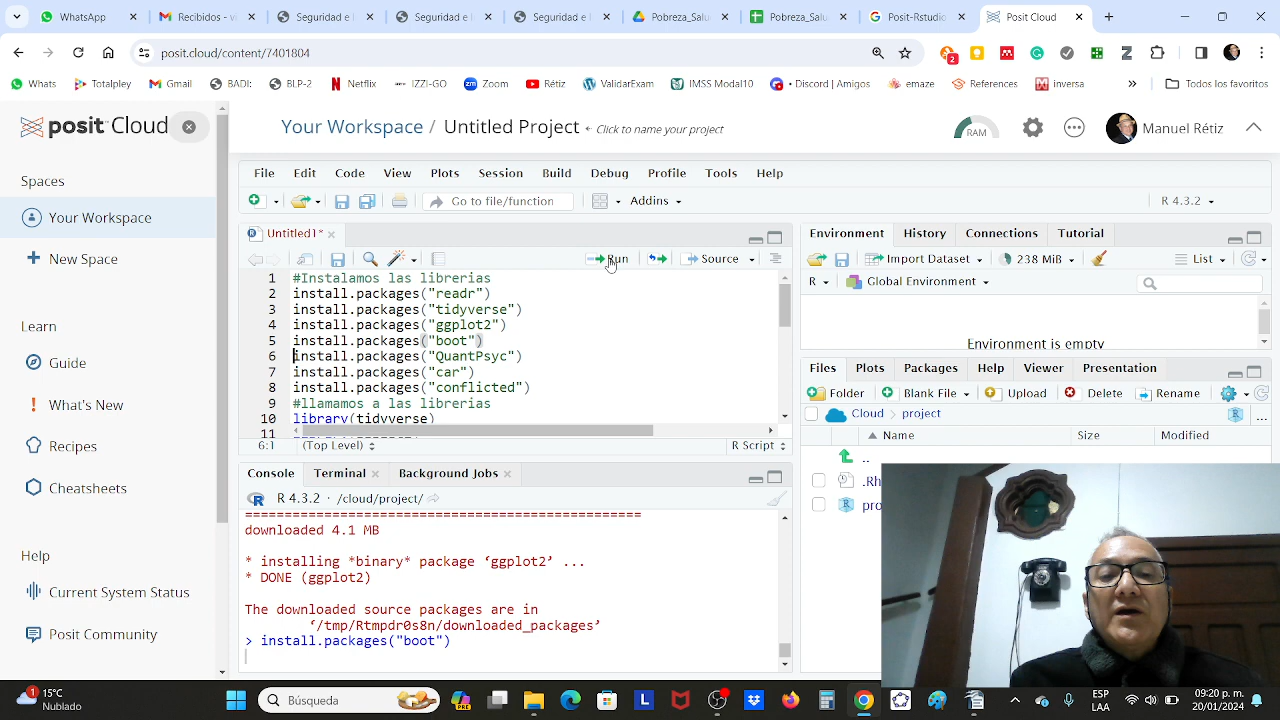 WhatsApp
Recibidos - v
Seguridad e I
Seguridad e I
Seguridad e I
Pobreza_Salu
Pobreza_Salu
Post-Rstudio
Posit Cloud
posit.cloud/content/7401804
2
Whats
Totalpley
Gmail
BADI:
BLP-2
Netflix
IZZI-GO
Zoom
Rétiz
ValidarExam
IMSS Modal10
• Discord | Amigos
emaze
References
inversa
Todos los favoritos
posit Cloud
Your Workspace / Untitled Project
Click to name your project
RAM
Manuel Rétiz
Spaces
Your Workspace
New Space
Learn
Guide
What's New
Recipes
Cheatsheets
Help
Current System Status
Posit Community
File Edit Code View Plots Session Build Debug Profile Tools Help
Go to file/function
Addins
R 4.3.2
Untitled1*
Run
Source
1 #Instalamos las librerias
2 install.packages("readr")
3 install.packages("tidyverse")
4 install.packages("ggplot2")
5 install.packages("boot")
6 install.packages("QuantPsyc")
7 install.packages("car")
8 install.packages("conflicted")
9 #llamamos a las librerias
10 library(tidyverse)
11
6:1 (Top Level) R Script
Console Terminal Background Jobs
R 4.3.2 · /cloud/project/
=================================================
downloaded 4.1 MB
* installing *binary* package ‘ggplot2’ ...
* DONE (ggplot2)
The downloaded source packages are in
‘/tmp/Rtmpdr0s8n/downloaded_packages’
> install.packages("boot")
Environment History Connections Tutorial
Import Dataset
238 MiB
List
R
Global Environment
Environment is empty
Files Plots Packages Help Viewer Presentation
Folder Blank File Upload Delete Rename
Cloud project
Name Size Modified
..
.Rh
pro
1
15°C
Nublado
Búsqueda
PRE
L
ESP
LAA
09:20 p. m.
20/01/2024